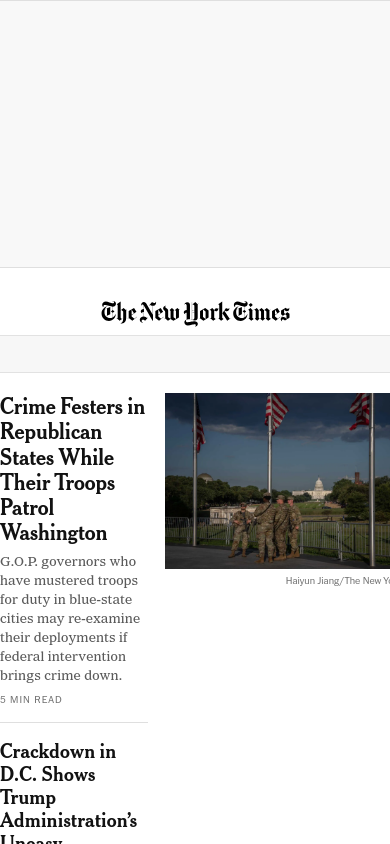 The New York Times
Crime Festers in
Republican
States While
Their Troops
Patrol
Washington
G.O.P. governors who
have mustered troops
for duty in blue-state
cities may re-examine
their deployments if
federal intervention
brings crime down.
5 MIN READ
Haiyun Jiang/The New Yo
Crackdown in
D.C. Shows
Trump
Administration’s
Uneasy